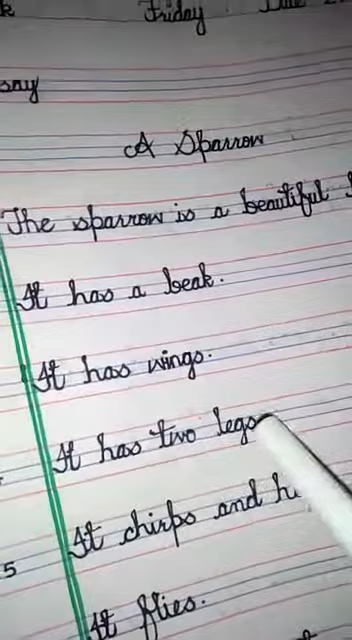 Friday
A Sparrow
The sparrow is a beautiful
It has a beak.
It has wings.
It has two legs
It chirps and
5
It flies.